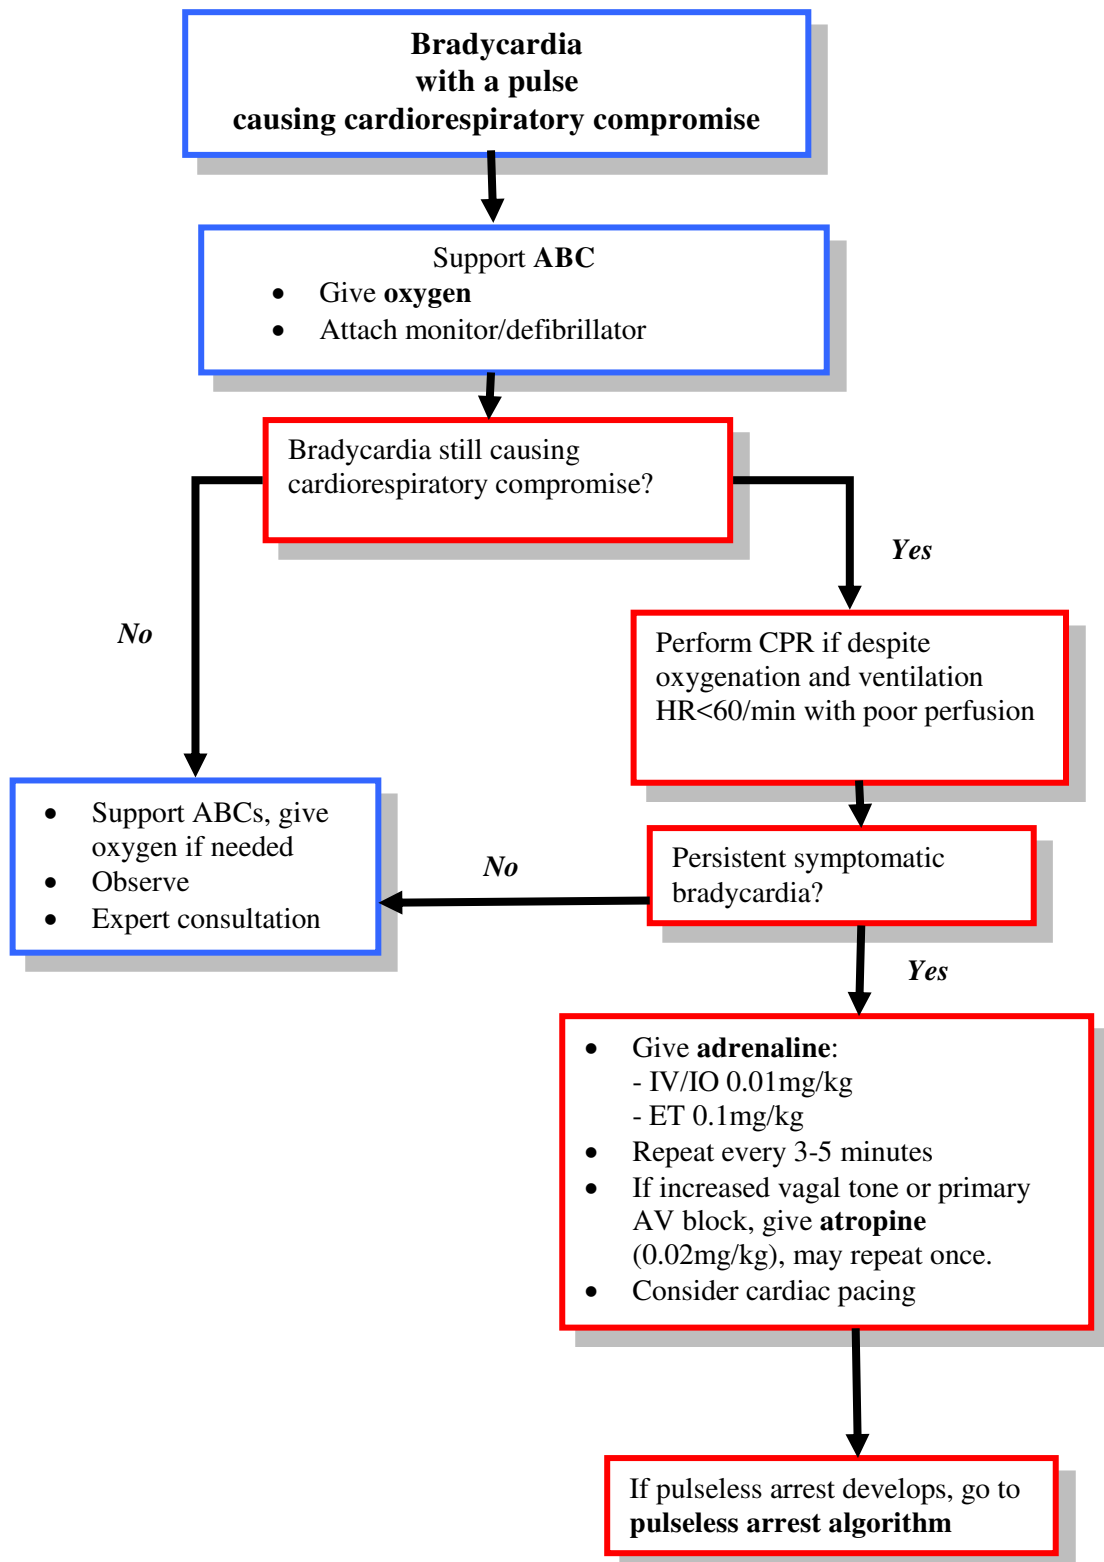 Bradycardia
with a pulse
causing cardiorespiratory compromise
Support ABC
• Give oxygen
• Attach monitor/defibrillator
Bradycardia still causing
cardiorespiratory compromise?
Yes
No
Perform CPR if despite
oxygenation and ventilation
HR<60/min with poor perfusion
• Support ABCs, give
oxygen if needed
• Observe
• Expert consultation
No
Persistent symptomatic
bradycardia?
Yes
• Give adrenaline:
- IV/IO 0.01mg/kg
- ET 0.1mg/kg
• Repeat every 3-5 minutes
• If increased vagal tone or primary
AV block, give atropine
(0.02mg/kg), may repeat once.
• Consider cardiac pacing
If pulseless arrest develops, go to
pulseless arrest algorithm